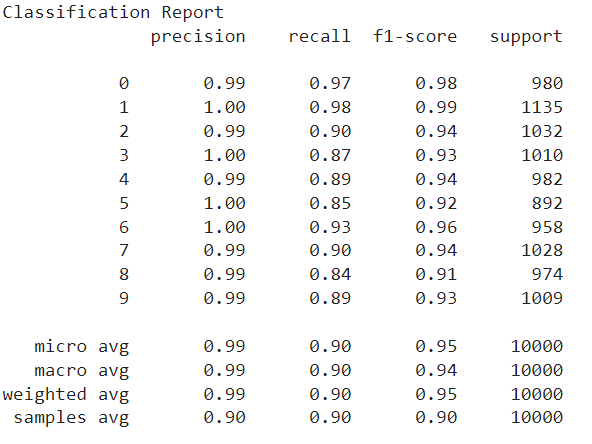 Classification Report
precision recall f1-score support
0 0.99 0.97 0.98 980
1 1.00 0.98 0.99 1135
2 0.99 0.90 0.94 1032
3 1.00 0.87 0.93 1010
4 0.99 0.89 0.94 982
5 1.00 0.85 0.92 892
6 1.00 0.93 0.96 958
7 0.99 0.90 0.94 1028
8 0.99 0.84 0.91 974
9 0.99 0.89 0.93 1009
micro avg 0.99 0.90 0.95 10000
macro avg 0.99 0.90 0.94 10000
weighted avg 0.99 0.90 0.95 10000
samples avg 0.90 0.90 0.90 10000